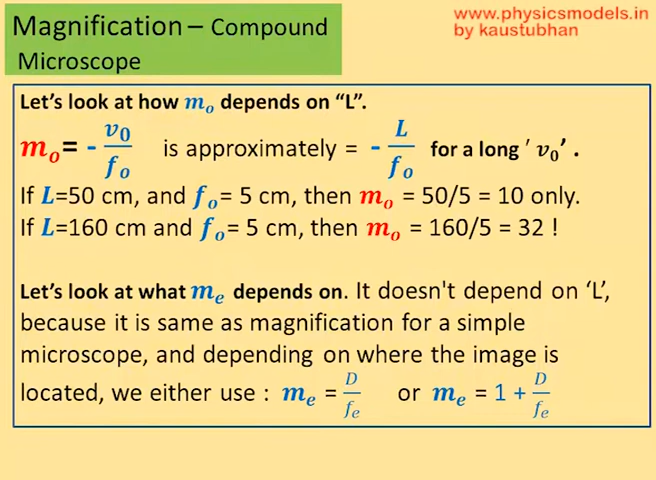 Magnification – Compound
Microscope
www.physicsmodels.in
by kaustubhan
Let's look at how mₒ depends on "L".
mₒ = - v₀/fₒ is approximately = - L/fₒ for a long ' v₀' .
If L=50 cm, and fₒ= 5 cm, then mₒ = 50/5 = 10 only.
If L=160 cm and fₒ= 5 cm, then mₒ = 160/5 = 32 !
Let's look at what mₑ depends on. It doesn't depend on 'L',
because it is same as magnification for a simple
microscope, and depending on where the image is
located, we either use : mₑ = D/fₑ or mₑ = 1 + D/fₑ